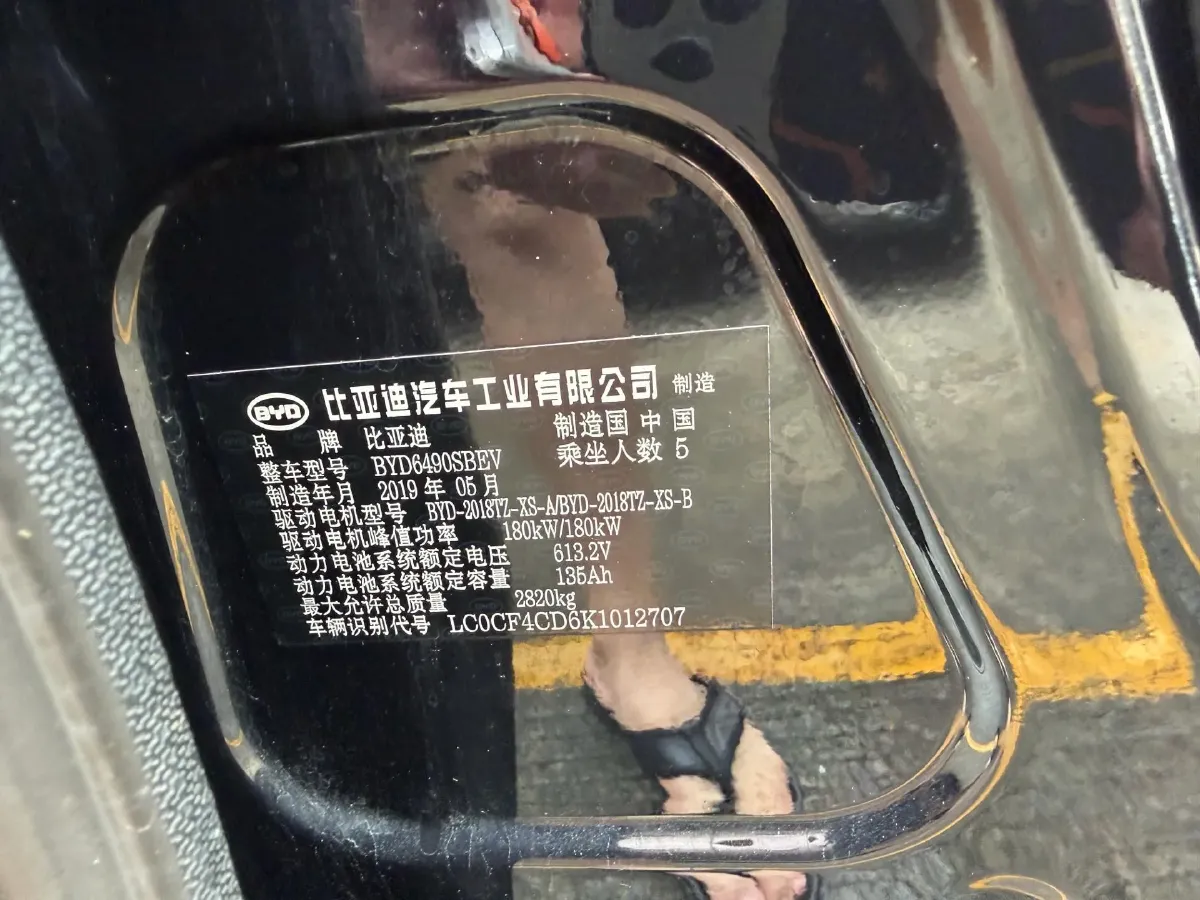 BYD 比亚迪汽车工业有限公司 制造
品 牌 比亚迪 制造国 中国
整车型号 BYD6490SBEV 乘坐人数 5
制造年月 2019 年 05 月
驱动电机型号 BYD-2018TZ-XS-A/BYD-2018TZ-XS-B
驱动电机峰值功率 180kW/180kW
动力电池系统额定电压 613.2V
动力电池系统额定容量 135Ah
最大允许总质量 2820kg
车辆识别代号 LC0CF4CD6K1012707